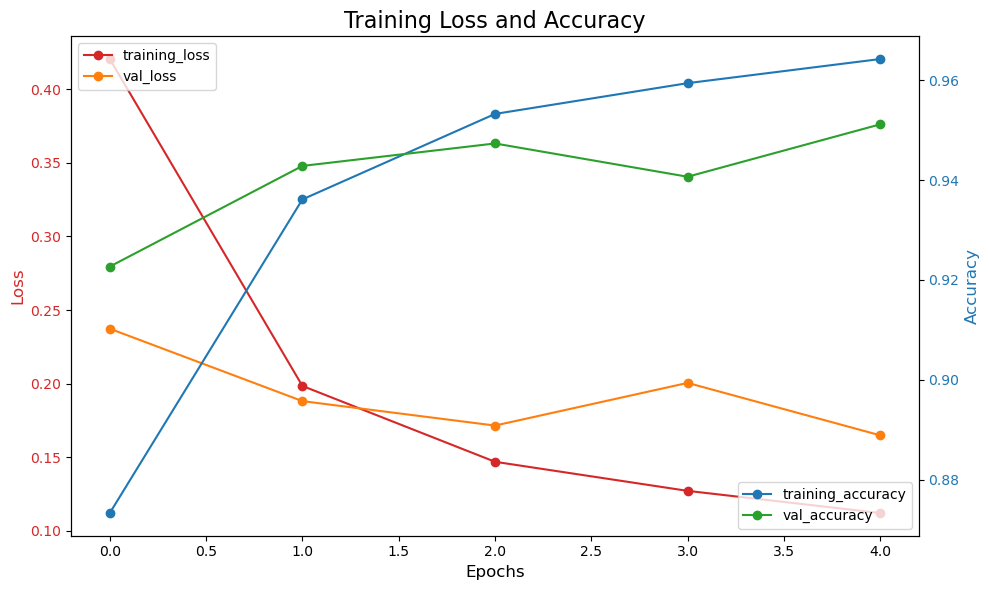 Training Loss and Accuracy
training_loss
val_loss
0.40
0.35
0.30
0.25
0.20
0.15
0.10
Loss
0.96
0.94
0.92
0.90
0.88
Accuracy
training_accuracy
val_accuracy
0.0 0.5 1.0 1.5 2.0 2.5 3.0 3.5 4.0
Epochs